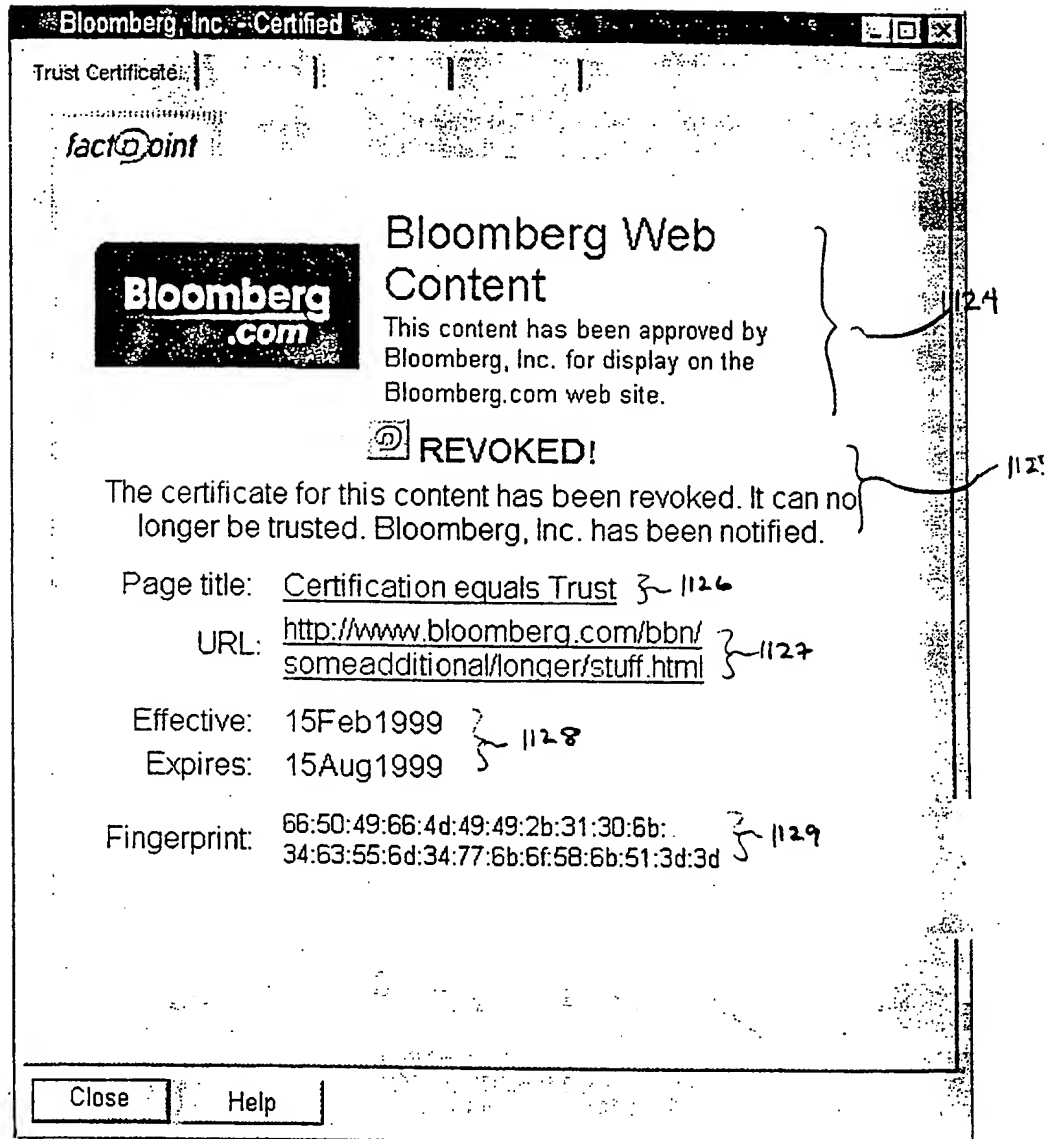 Bloomberg, Inc. - Certified
Trust Certificate
factpoint
Bloomberg
.com
Bloomberg Web
Content
This content has been approved by
Bloomberg, Inc. for display on the
Bloomberg.com web site.
1124
REVOKED!
The certificate for this content has been revoked. It can no
longer be trusted. Bloomberg, Inc. has been notified.
Page title: Certification equals Trust 1126
URL: http://www.bloomberg.com/bbn/
someadditional/longer/stuff.html 1127
Effective: 15Feb1999
Expires: 15Aug1999 1128
Fingerprint: 66:50:49:66:4d:49:49:2b:31:30:6b:
34:63:55:6d:34:77:6b:6f:58:6b:51:3d:3d 1129
Close Help